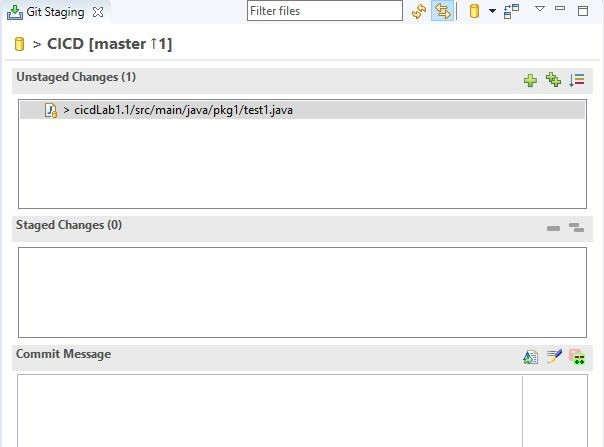 Git Staging
Filter files
> CICD [master ↑1]
Unstaged Changes (1)
> cicdLab1.1/src/main/java/pkg1/test1.java
Staged Changes (0)
Commit Message